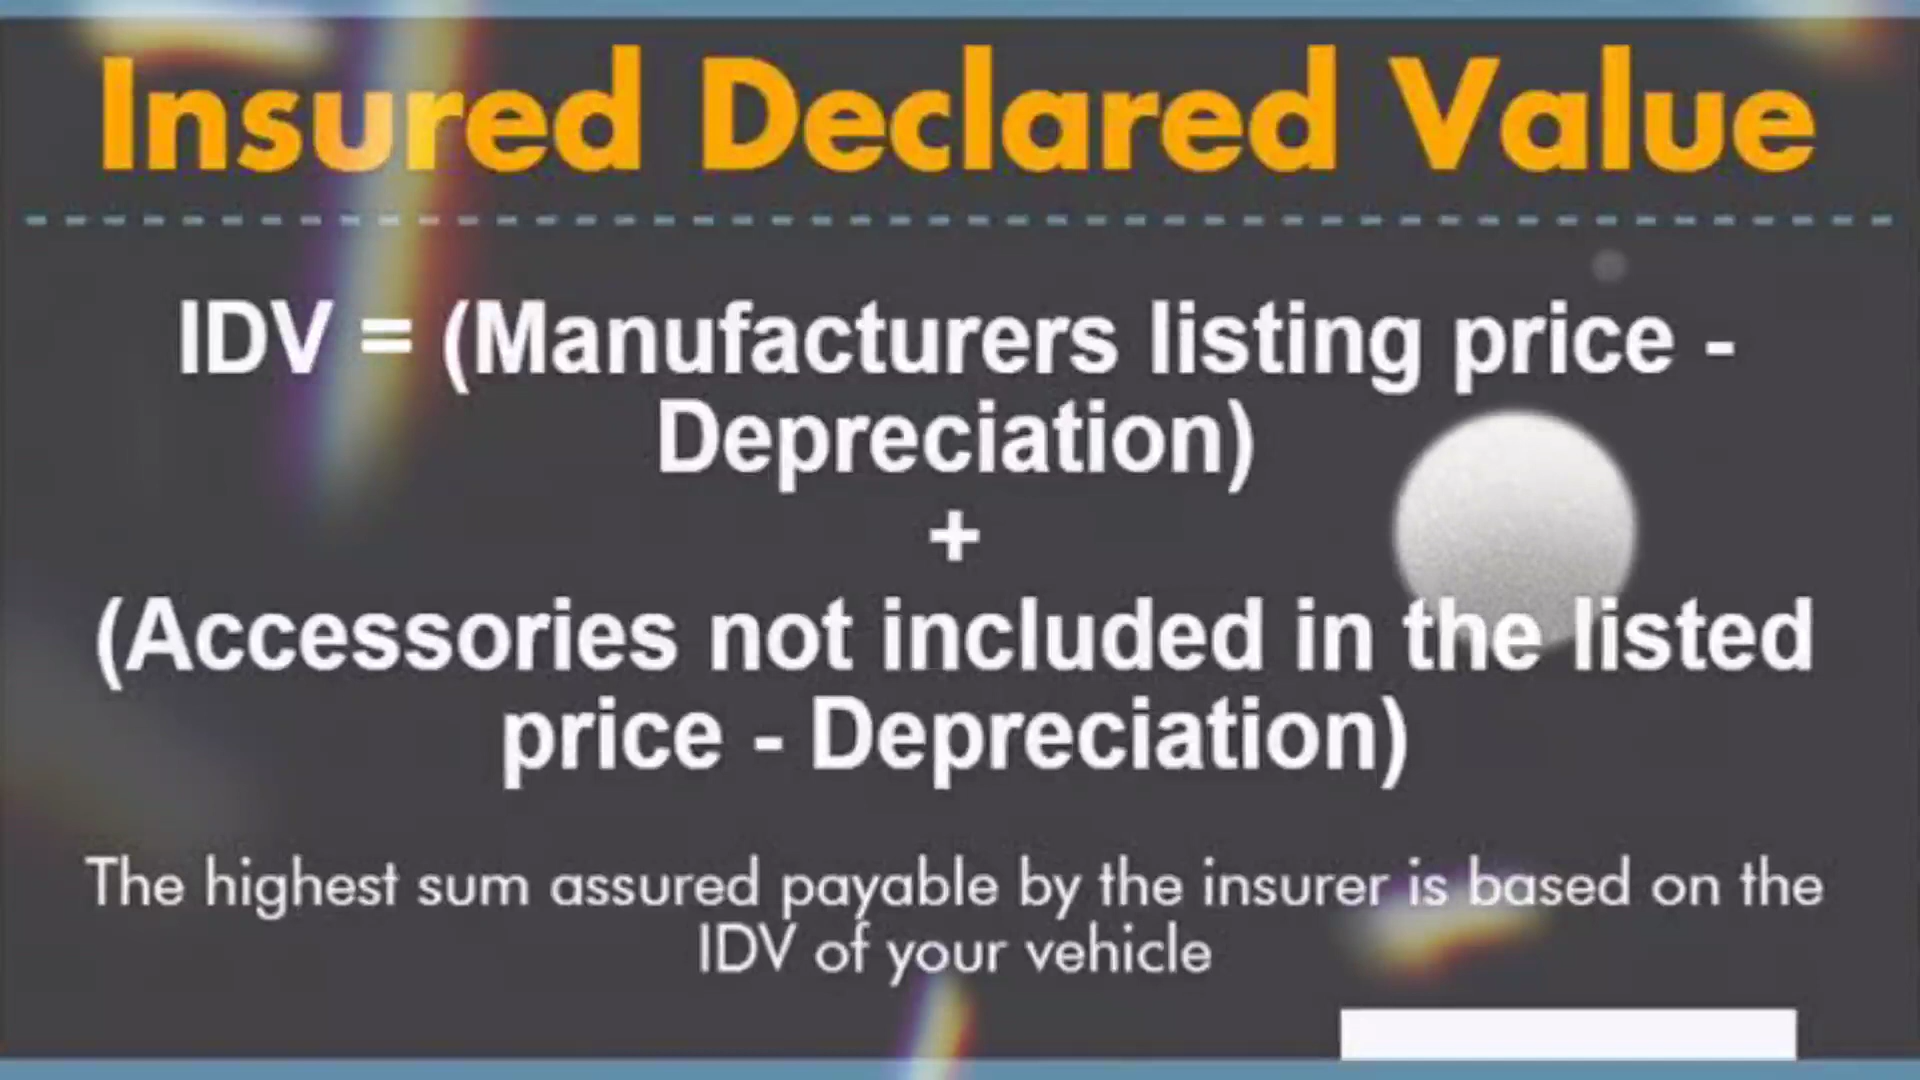 Insured Declared Value
IDV = (Manufacturers listing price -
Depreciation)
+
(Accessories not included in the listed
price - Depreciation)
The highest sum assured payable by the insurer is based on the
IDV of your vehicle